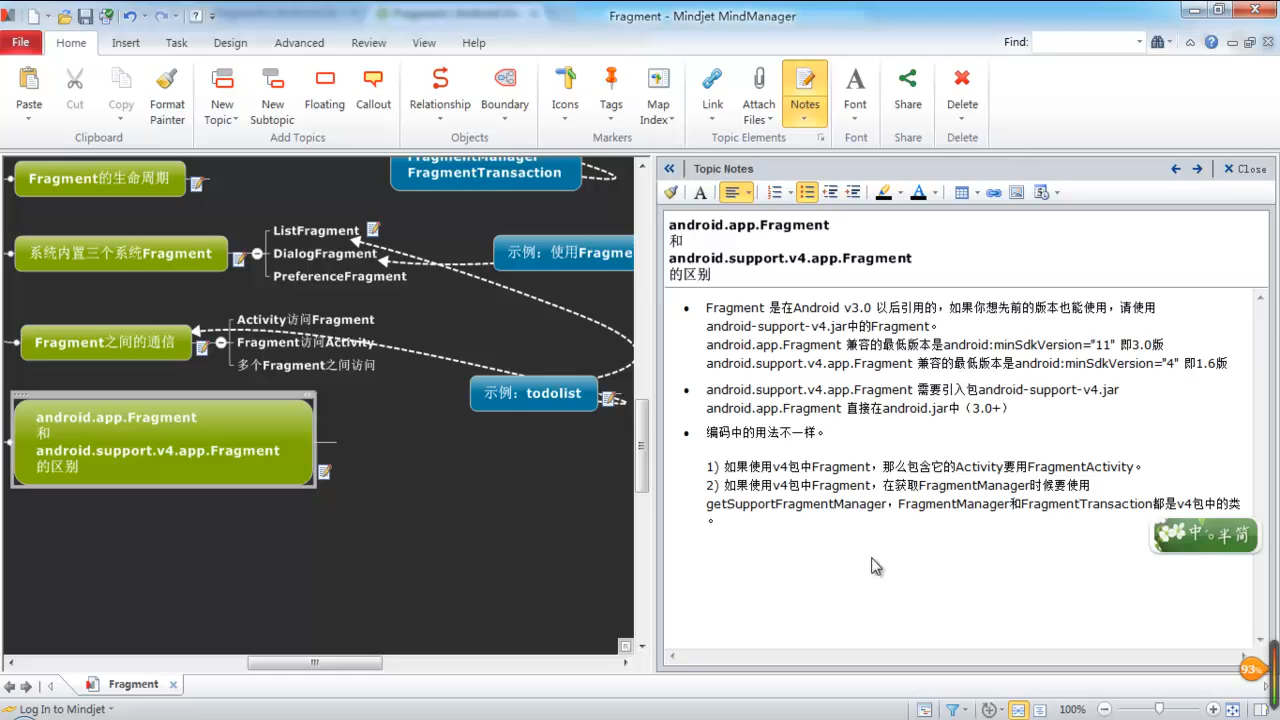 Fragment - Mindjet MindManager
File Home Insert Task Design Advanced Review View Help Find:
Paste Cut Copy Format Painter New Topic New Subtopic Floating Callout Relationship Boundary Icons Tags Map Index Link Attach Files Notes Font Share Delete
Clipboard Add Topics Objects Markers Topic Elements Font Share Delete
Fragment的生命周期
FragmentManager
FragmentTransaction
系统内置三个系统Fragment
ListFragment
DialogFragment
PreferenceFragment
示例：使用Fragme
Fragment之间的通信
Activity访问Fragment
Fragment访问Activity
多个Fragment之间访问
示例：todolist
android.app.Fragment
和
android.support.v4.app.Fragment
的区别
Topic Notes Close
android.app.Fragment
和
android.support.v4.app.Fragment
的区别
Fragment 是在Android v3.0 以后引用的，如果你想先前的版本也能使用，请使用
android-support-v4.jar中的Fragment。
android.app.Fragment 兼容的最低版本是android:minSdkVersion="11" 即3.0版
android.support.v4.app.Fragment 兼容的最低版本是android:minSdkVersion="4" 即1.6版
android.support.v4.app.Fragment 需要引入包android-support-v4.jar
android.app.Fragment 直接在android.jar中（3.0+）
编码中的用法不一样。
1) 如果使用v4包中Fragment，那么包含它的Activity要用FragmentActivity。
2) 如果使用v4包中Fragment，在获取FragmentManager时候要使用
getSupportFragmentManager，FragmentManager和FragmentTransaction都是v4包中的类
。
中 半 简
93%
Fragment
Log In to Mindjet
100%